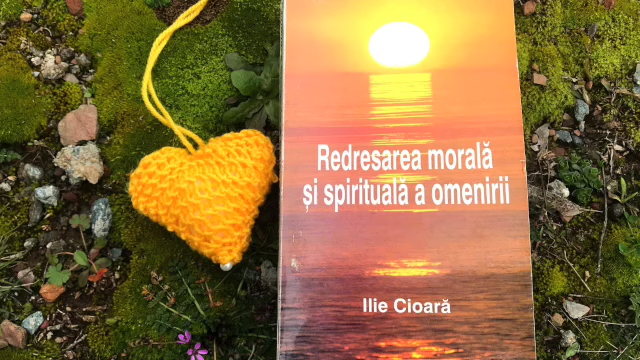 Redresarea morală
și spirituală a omenirii
Ilie Cioară